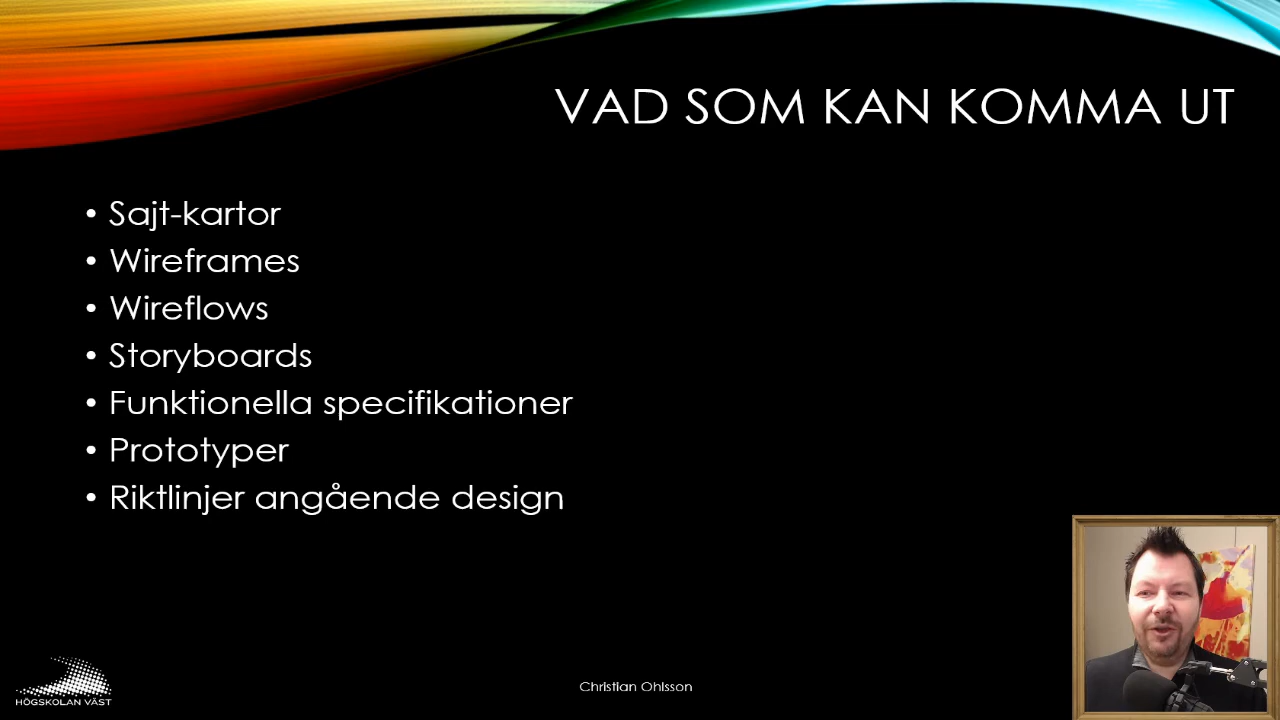 VAD SOM KAN KOMMA UT
• Sajt-kartor
• Wireframes
• Wireflows
• Storyboards
• Funktionella specifikationer
• Prototyper
• Riktlinjer angående design
HÖGSKOLAN VÄST
Christian Ohlsson